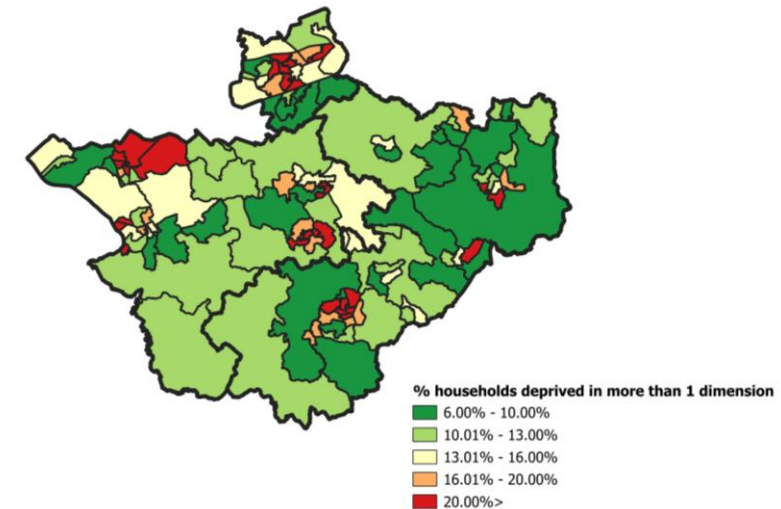 % households deprived in more than 1 dimension
6.00% - 10.00%
10.01% - 13.00%
13.01% - 16.00%
16.01% - 20.00%
20.00%>